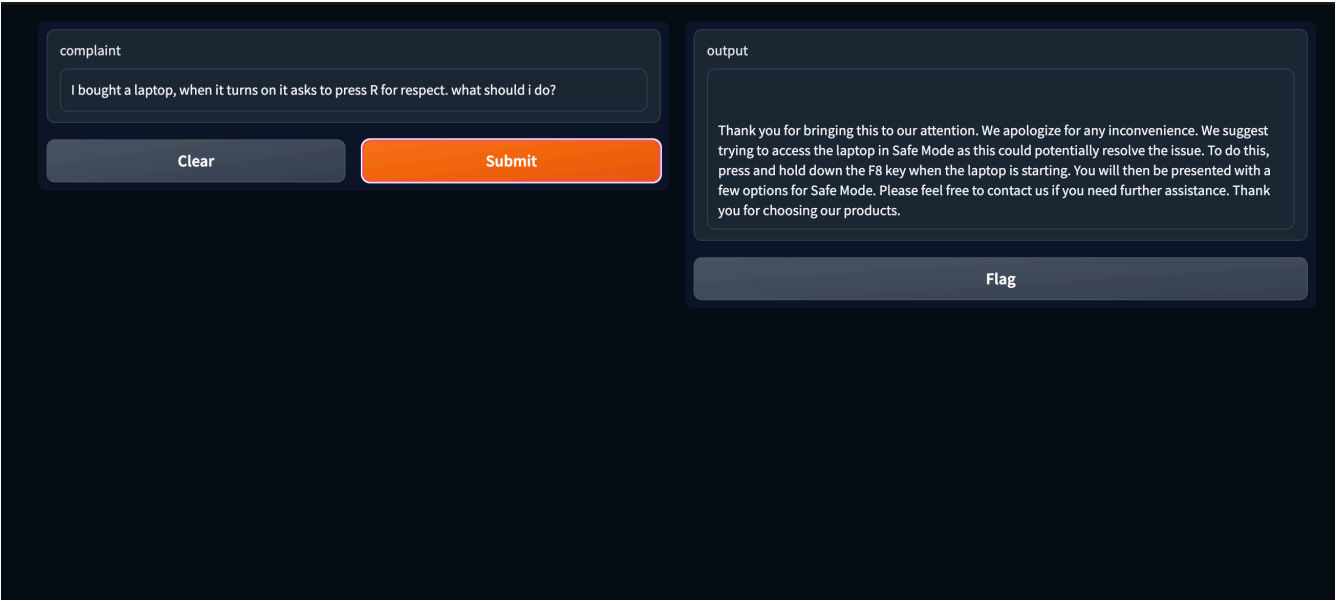 complaint
I bought a laptop, when it turns on it asks to press R for respect. what should i do?
Clear
Submit
output
Thank you for bringing this to our attention. We apologize for any inconvenience. We suggest
trying to access the laptop in Safe Mode as this could potentially resolve the issue. To do this,
press and hold down the F8 key when the laptop is starting. You will then be presented with a
few options for Safe Mode. Please feel free to contact us if you need further assistance. Thank
you for choosing our products.
Flag